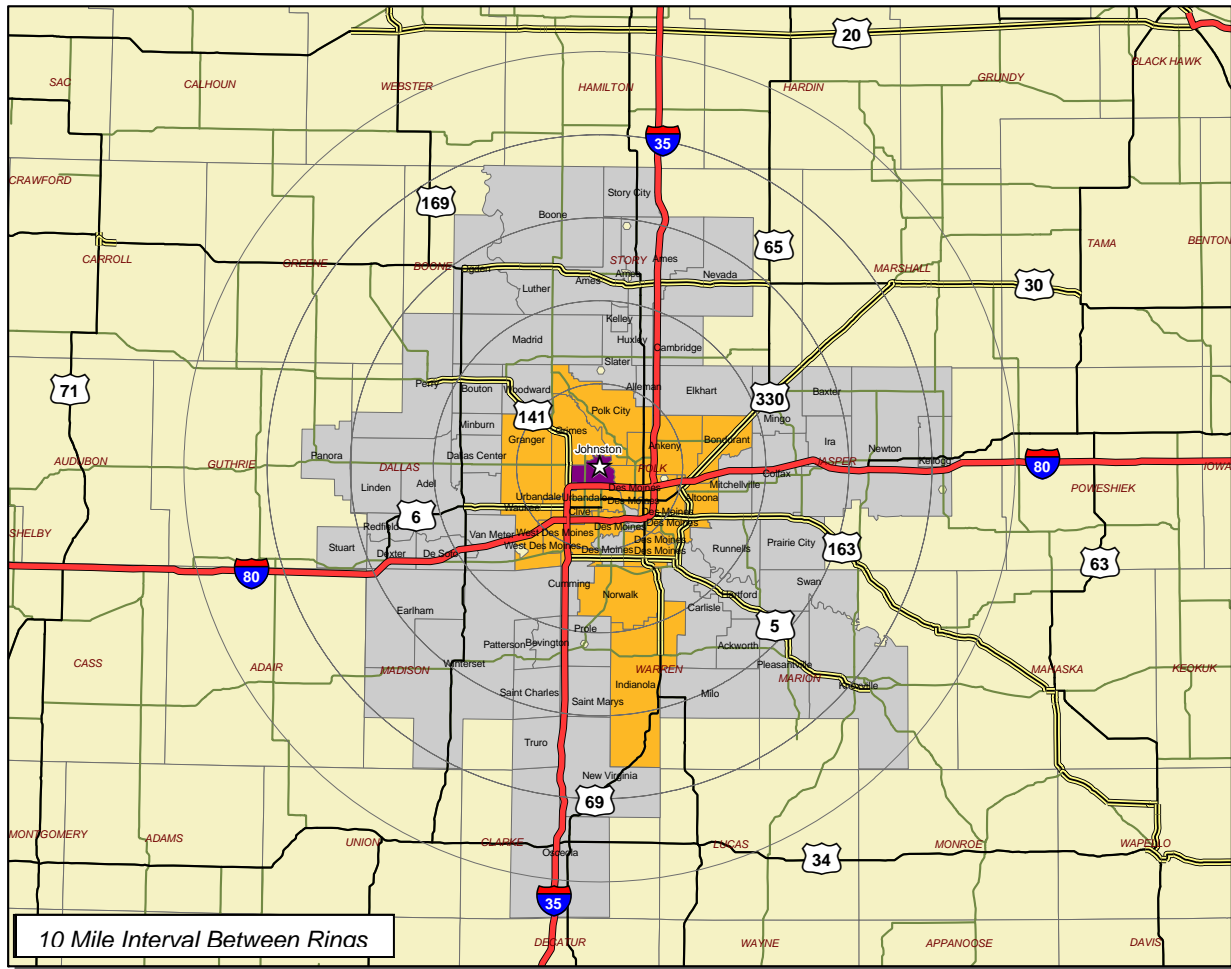 20
BLACK HAWK
SAC
CALHOUN
WEBSTER
HAMILTON
HARDIN
GRUNDY
35
CRAWFORD
169
Story City
Boone
65
TAMA
BENTON
CARROLL
GREENE
BOONE
Ogden
STORY
Ames
Ames
Ames
Nevada
MARSHALL
30
Luther
Kelley
Madrid
Huxley
Cambridge
Slater
71
Perry
Bouton
Woodward
Alleman
Elkhart
330
Baxter
141
Polk City
Mingo
Minburn
Grimes
Granger
Ankeny
Bondurant
Ira
Newton
Johnston
Panora
Dallas Center
AUDUBON
GUTHRIE
DALLAS
POLK
JASPER
Kellogg
80
IOWA
Linden
Adel
Colfax
Mitchellville
Des Moines
POWESHIEK
Urbandale
Urbandale
Des Moines
Altoona
6
Waukee
Clive
Des Moines
SHELBY
Redfield
Des Moines
Des Moines
Van Meter
West Des Moines
Des Moines
Prairie City
163
63
Stuart
Dexter
De Soto
West Des Moines
Des Moines
Des Moines
Runnells
80
Cumming
Swan
Norwalk
Hartford
Earlham
Carlisle
5
Prole
Patterson
Bevington
Ackworth
CASS
ADAIR
MADISON
Winterset
WARREN
Pleasantville
MARION
MAHASKA
KEOKUK
Indianola
Knoxville
Saint Charles
Saint Marys
Milo
Truro
New Virginia
69
MONTGOMERY
ADAMS
UNION
CLARKE
LUCAS
MONROE
WAPELLO
Osceola
34
35
10 Mile Interval Between Rings
DECATUR
WAYNE
APPANOOSE
DAVIS